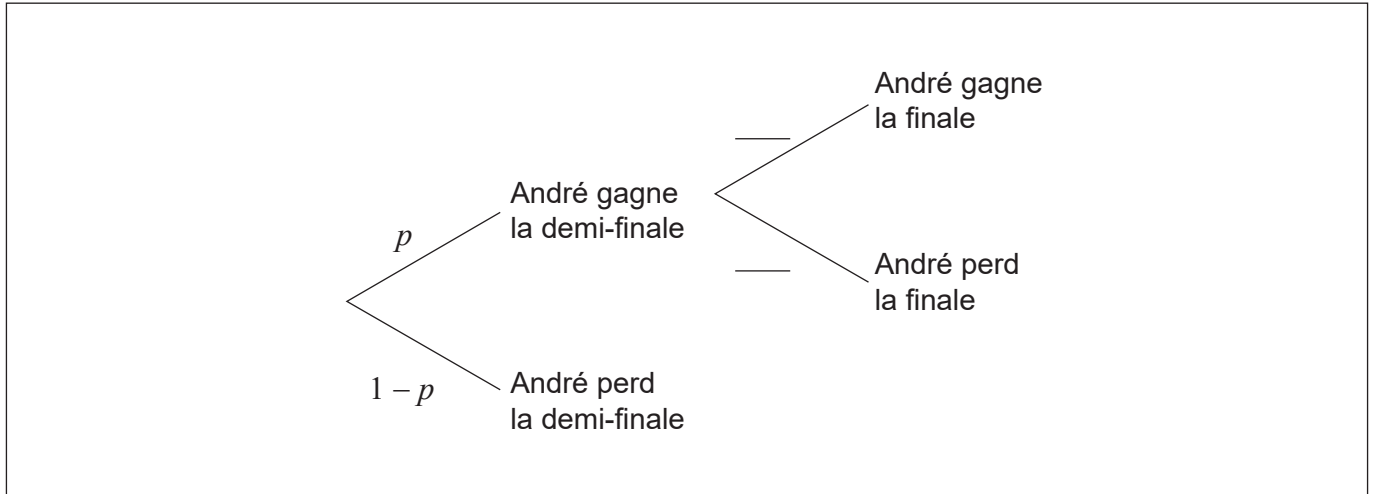 André gagne
la finale
André gagne
la demi-finale
p
André perd
la finale
1 – p
André perd
la demi-finale